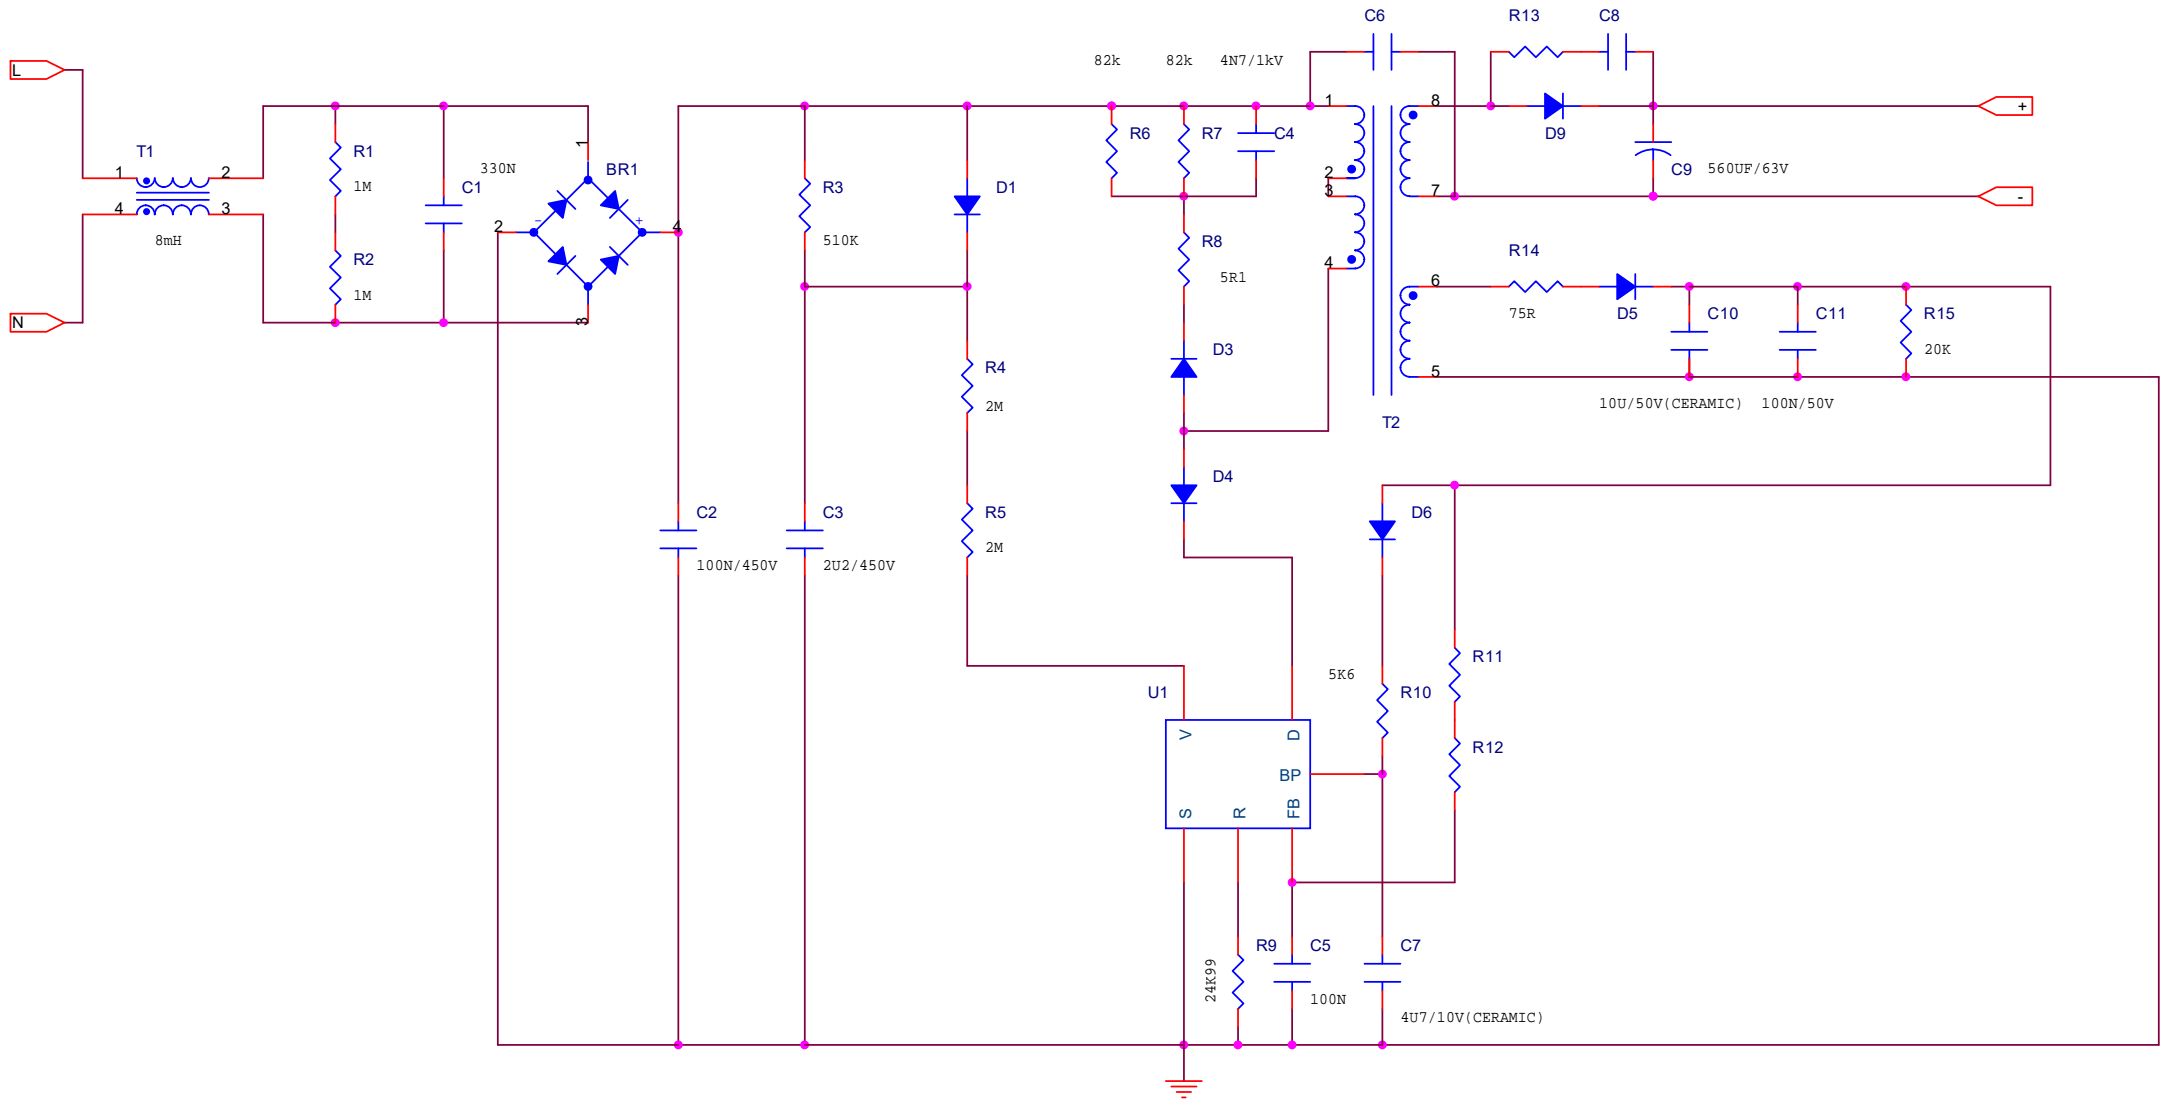 C6
R13
C8
82k
82k
4N7/1kV
L
1
8
+
R6
R7
C4
D9
T1
R1
1
330N
BR1
C9
560UF/63V
1
2
1M
C1
R3
D1
2
3
7
-
4
3
8mH
2
-
+
4
510K
R8
R2
1M
4
5R1
R14
6
N
3
75R
D5
C10
C11
R15
D3
20K
R4
5
2M
10U/50V(CERAMIC)
100N/50V
T2
D4
C2
C3
R5
D6
2M
100N/450V
2U2/450V
R11
5K6
U1
R10
V
D
R12
BP
S
R
FB
R9
C5
C7
24K99
100N
4U7/10V(CERAMIC)